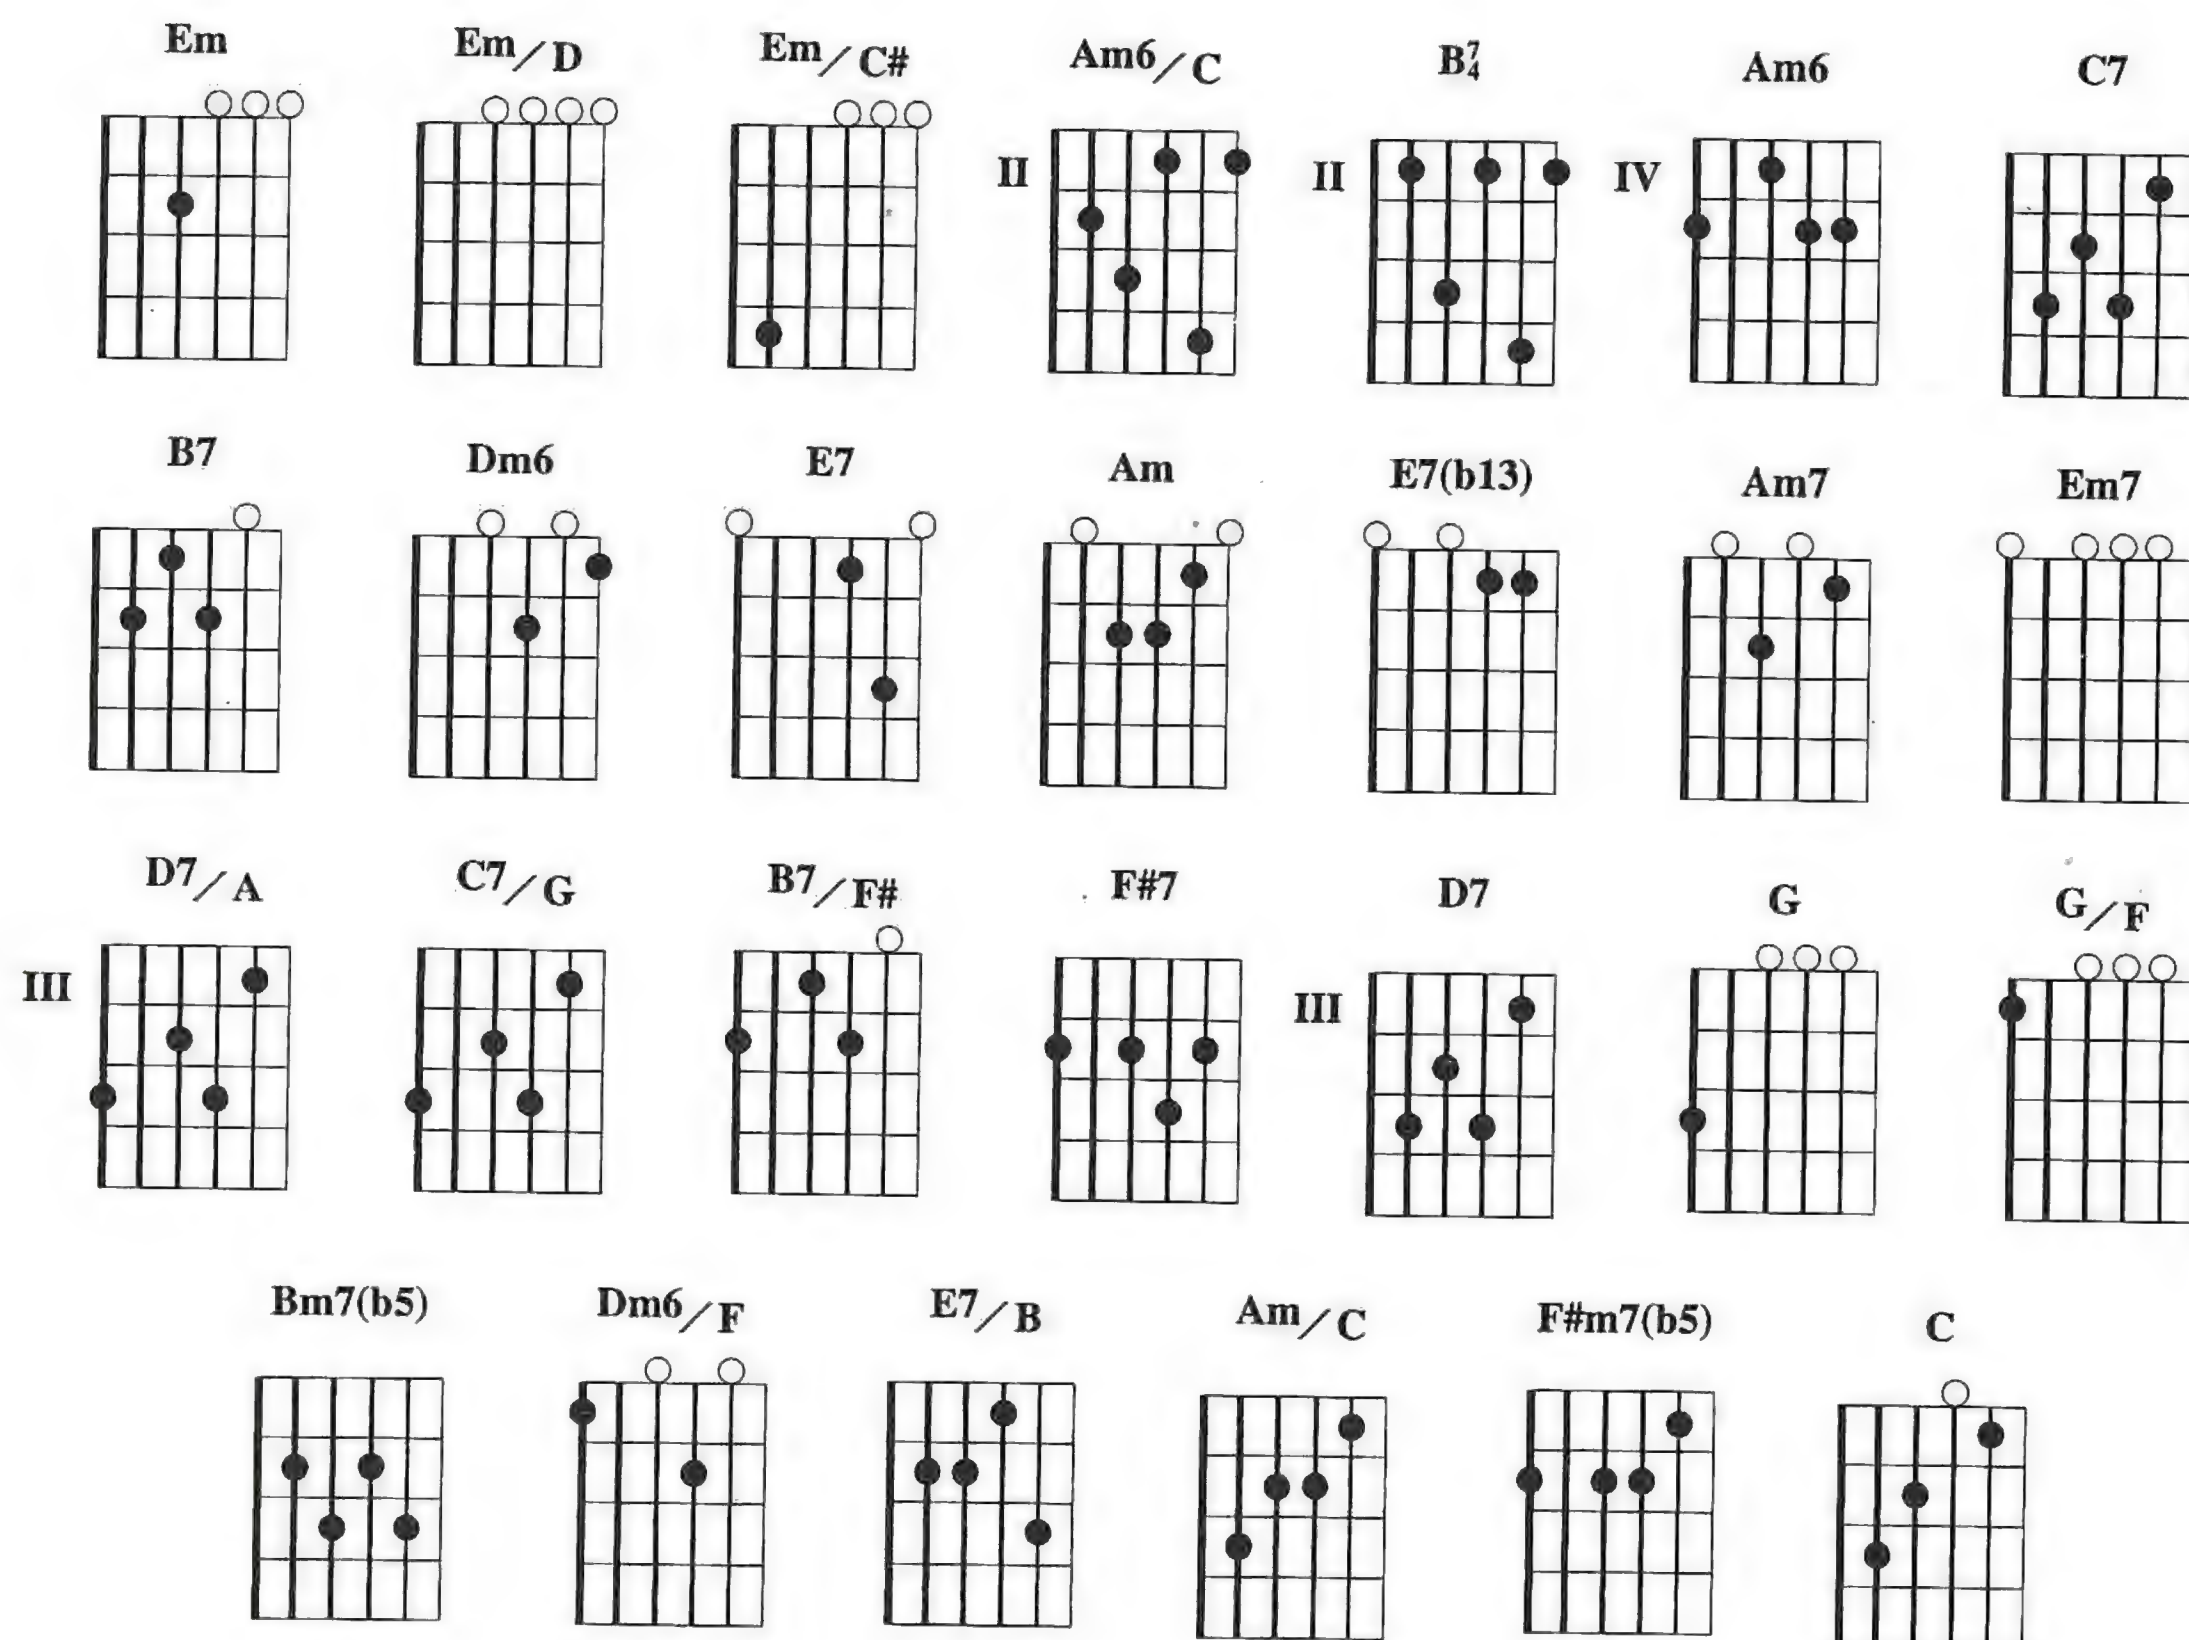 Em Em/D Em/C# Am6/C B7/4 Am6 C7
II II IV
B7 Dm6 E7 Am E7(b13) Am7 Em7
D7/A C7/G B7/F# F#7 D7 G G/F
III III
Bm7(b5) Dm6/F E7/B Am/C F#m7(b5) C